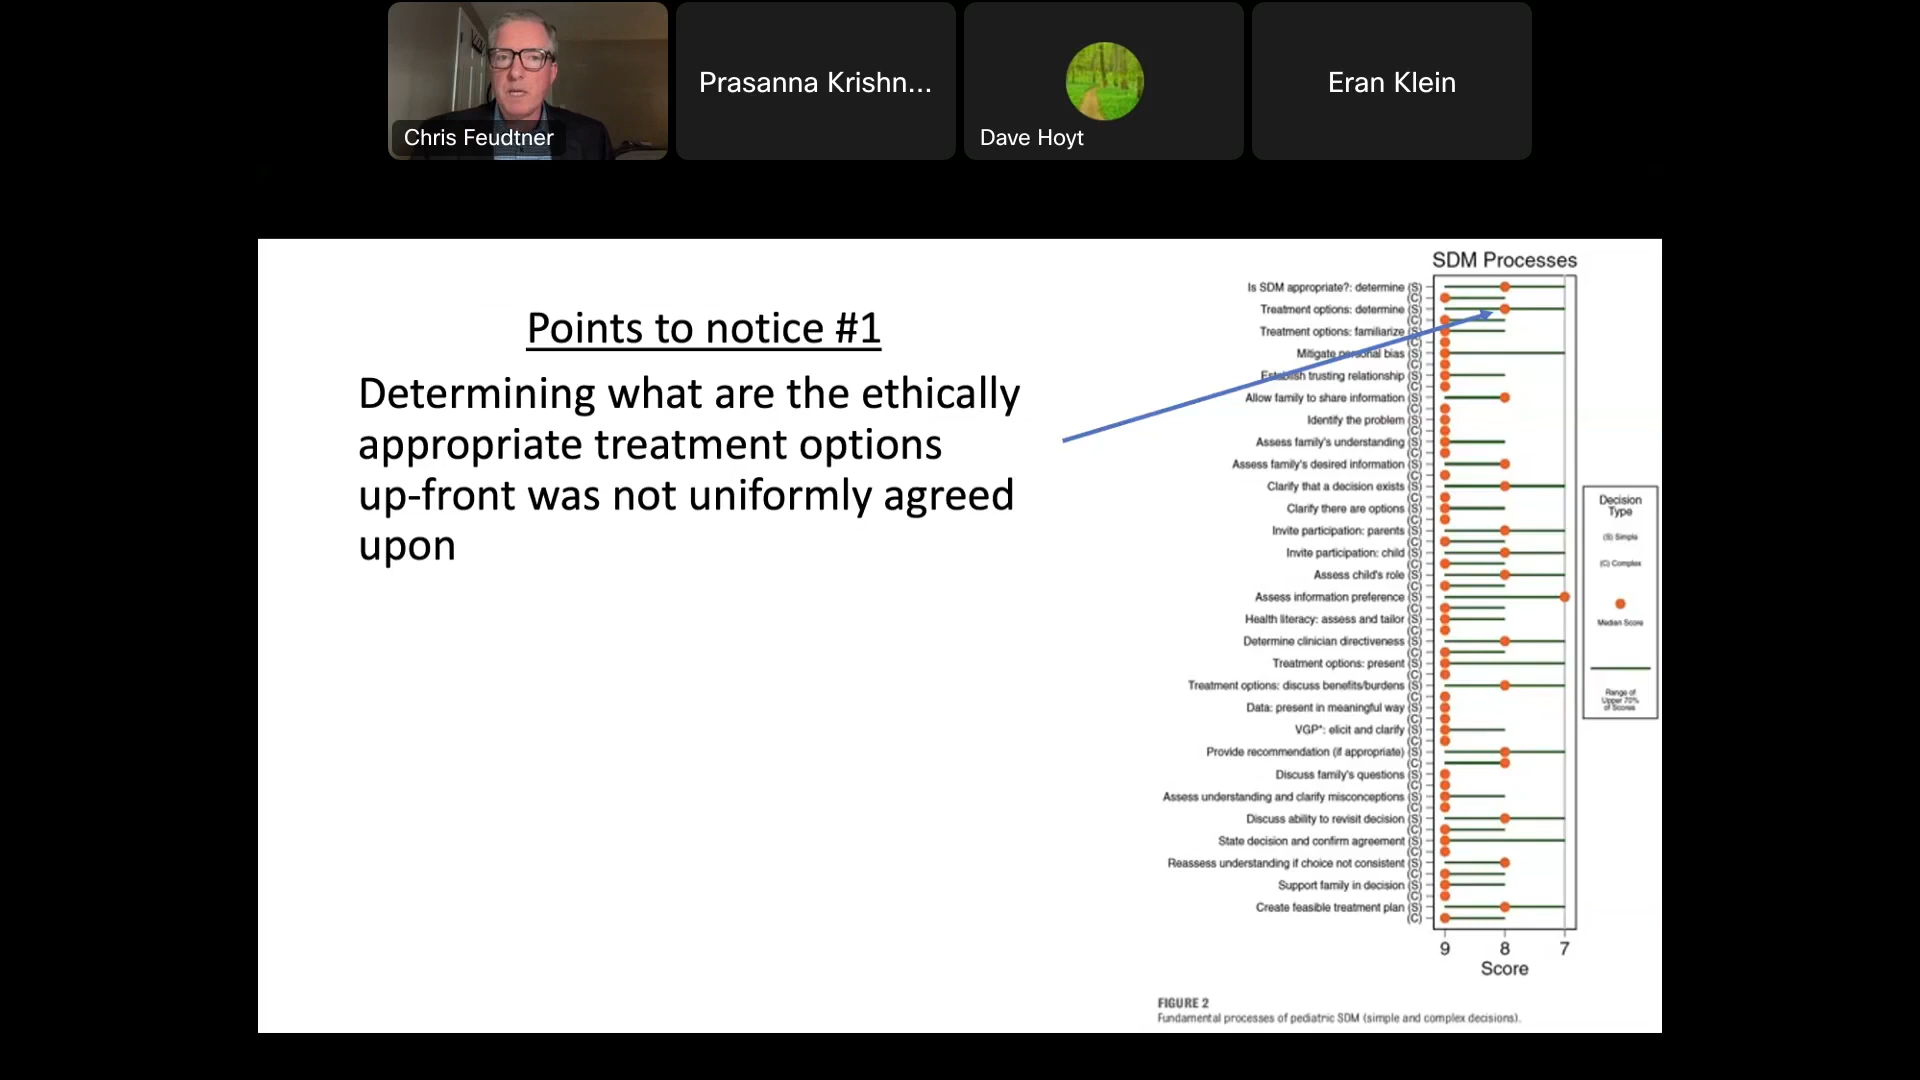 Chris Feudtner
Prasanna Krishn...
Dave Hoyt
Eran Klein
Points to notice #1
Determining what are the ethically
appropriate treatment options
up-front was not uniformly agreed
upon
SDM Processes
Is SDM appropriate?: determine (S)
(C)
Treatment options: determine (S)
(C)
Treatment options: familiarize (S)
(C)
Mitigate personal bias (S)
(C)
Establish trusting relationship (S)
(C)
Allow family to share information (S)
(C)
Identify the problem (S)
(C)
Assess family's understanding (S)
(C)
Assess family's desired information (S)
(C)
Clarify that a decision exists (S)
(C)
Clarify there are options (S)
(C)
Invite participation: parents (S)
(C)
Invite participation: child (S)
(C)
Assess child's role (S)
(C)
Assess information preference (S)
(C)
Health literacy: assess and tailor (S)
(C)
Determine clinician directiveness (S)
(C)
Treatment options: present (S)
(C)
Treatment options: discuss benefits/burdens (S)
(C)
Data: present in meaningful way (S)
(C)
VGP*: elicit and clarify (S)
(C)
Provide recommendation (if appropriate) (S)
(C)
Discuss family's questions (S)
(C)
Assess understanding and clarify misconceptions (S)
(C)
Discuss ability to revisit decision (S)
(C)
State decision and confirm agreement (S)
(C)
Reassess understanding if choice not consistent (S)
(C)
Support family in decision (S)
(C)
Create feasible treatment plan (S)
(C)
9 8 7
Score
Decision
Type
(S) Simple
(C) Complex
Median Score
Range of
Upper 70%
of Scores
FIGURE 2
Fundamental processes of pediatric SDM (simple and complex decisions).